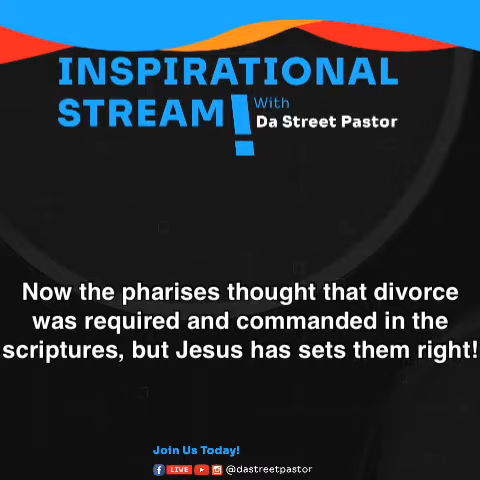 INSPIRATIONAL
STREAM!
With
Da Street Pastor
Now the pharises thought that divorce
was required and commanded in the
scriptures, but Jesus has sets them right!
Join Us Today!
LIVE @dastreetpastor